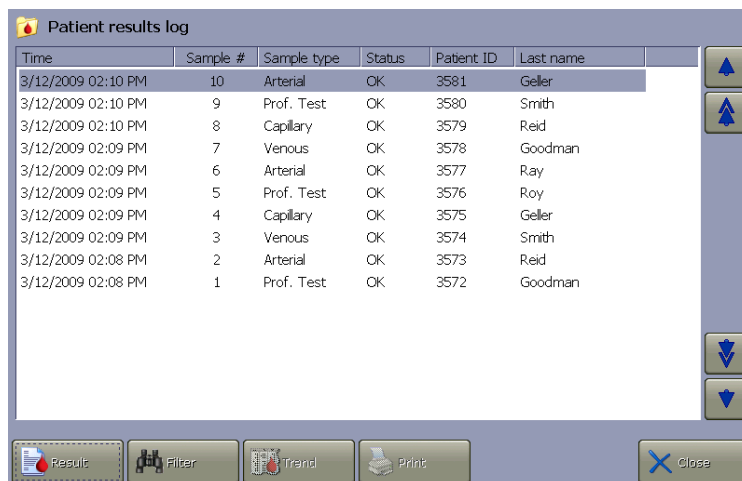 Patient results log
Time Sample # Sample type Status Patient ID Last name
3/12/2009 02:10 PM 10 Arterial OK 3581 Geller
3/12/2009 02:10 PM 9 Prof. Test OK 3580 Smith
3/12/2009 02:10 PM 8 Capillary OK 3579 Reid
3/12/2009 02:09 PM 7 Venous OK 3578 Goodman
3/12/2009 02:09 PM 6 Arterial OK 3577 Ray
3/12/2009 02:09 PM 5 Prof. Test OK 3576 Roy
3/12/2009 02:09 PM 4 Capillary OK 3575 Geller
3/12/2009 02:09 PM 3 Venous OK 3574 Smith
3/12/2009 02:08 PM 2 Arterial OK 3573 Reid
3/12/2009 02:08 PM 1 Prof. Test OK 3572 Goodman
Result Filter Trend Print Close